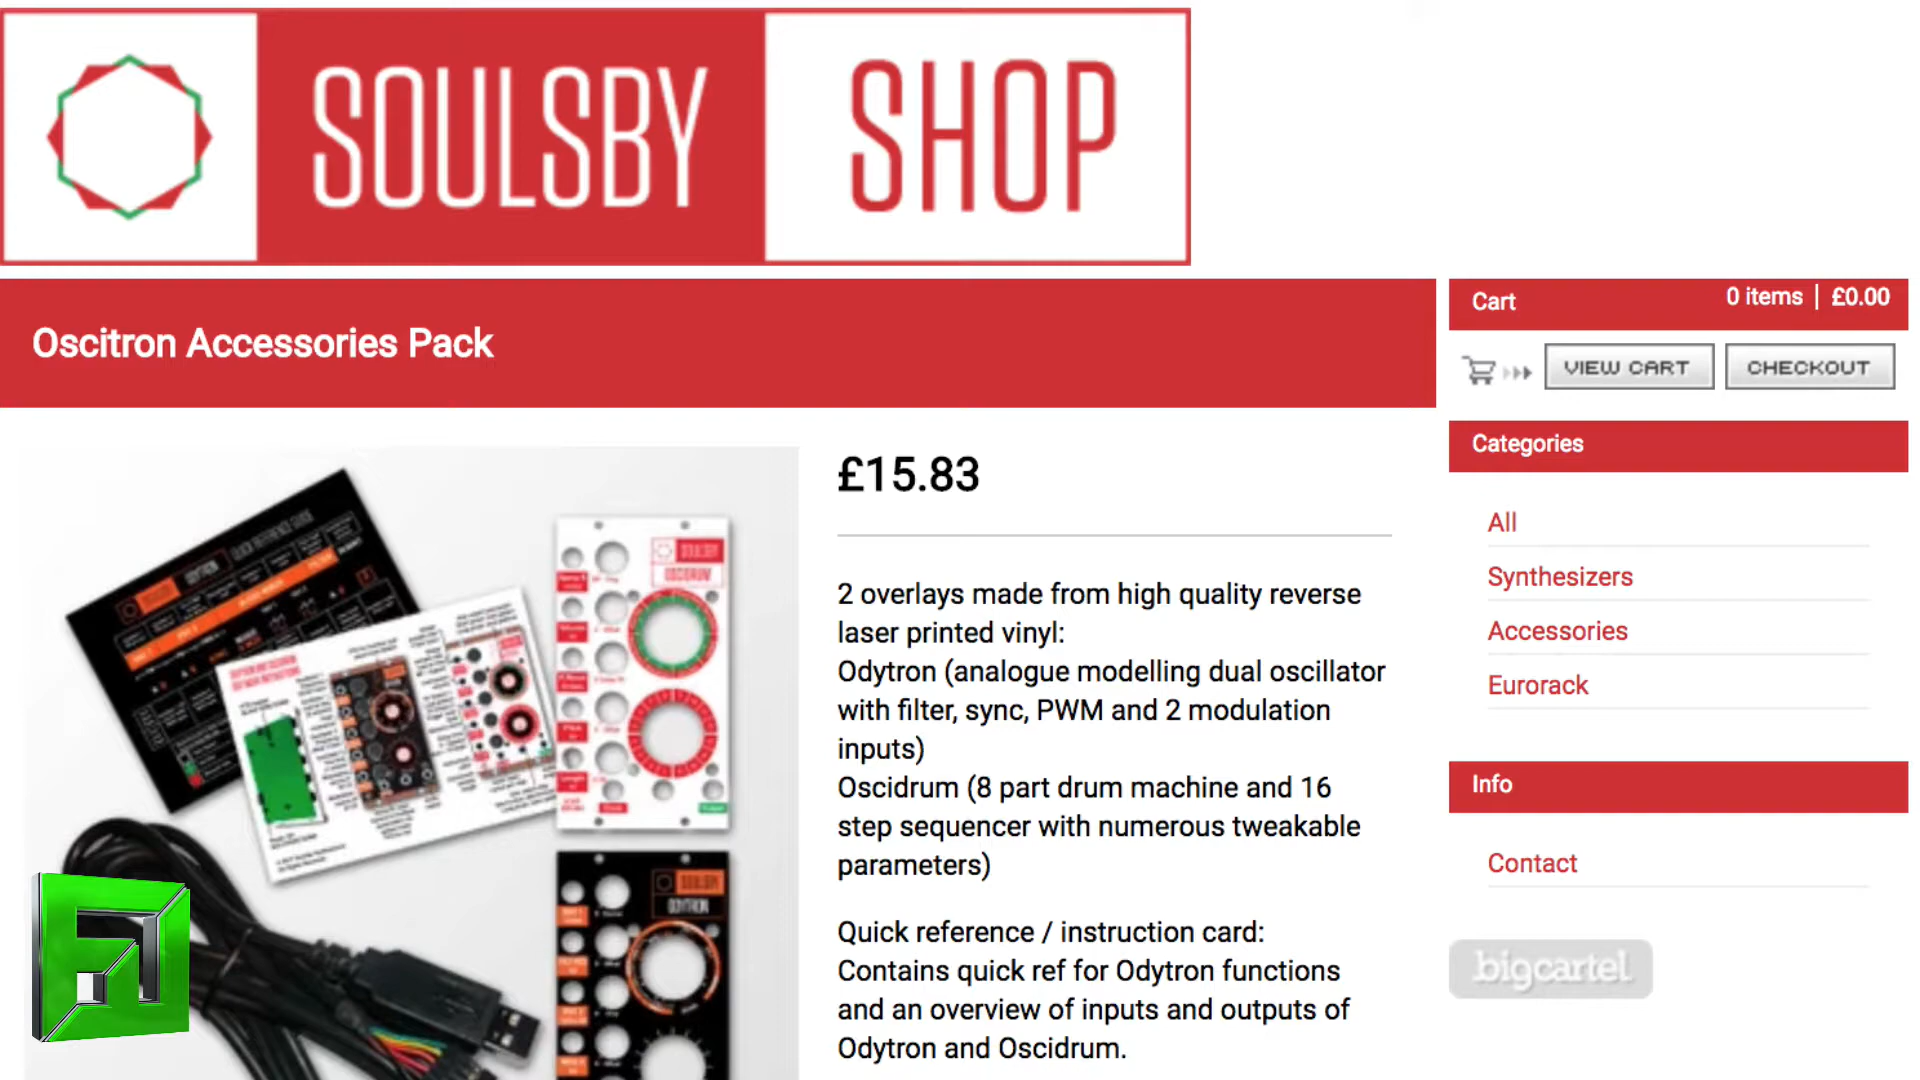 SOULSBY SHOP
Oscitron Accessories Pack
Cart
0 items | £0.00
VIEW CART
CHECKOUT
Categories
All
Synthesizers
Accessories
Eurorack
Info
Contact
bigcartel
£15.83
2 overlays made from high quality reverse
laser printed vinyl:
Odytron (analogue modelling dual oscillator
with filter, sync, PWM and 2 modulation
inputs)
Oscidrum (8 part drum machine and 16
step sequencer with numerous tweakable
parameters)
Quick reference / instruction card:
Contains quick ref for Odytron functions
and an overview of inputs and outputs of
Odytron and Oscidrum.
SOULSBY
OSCIDRUM
SOULSBY
ODYTRON